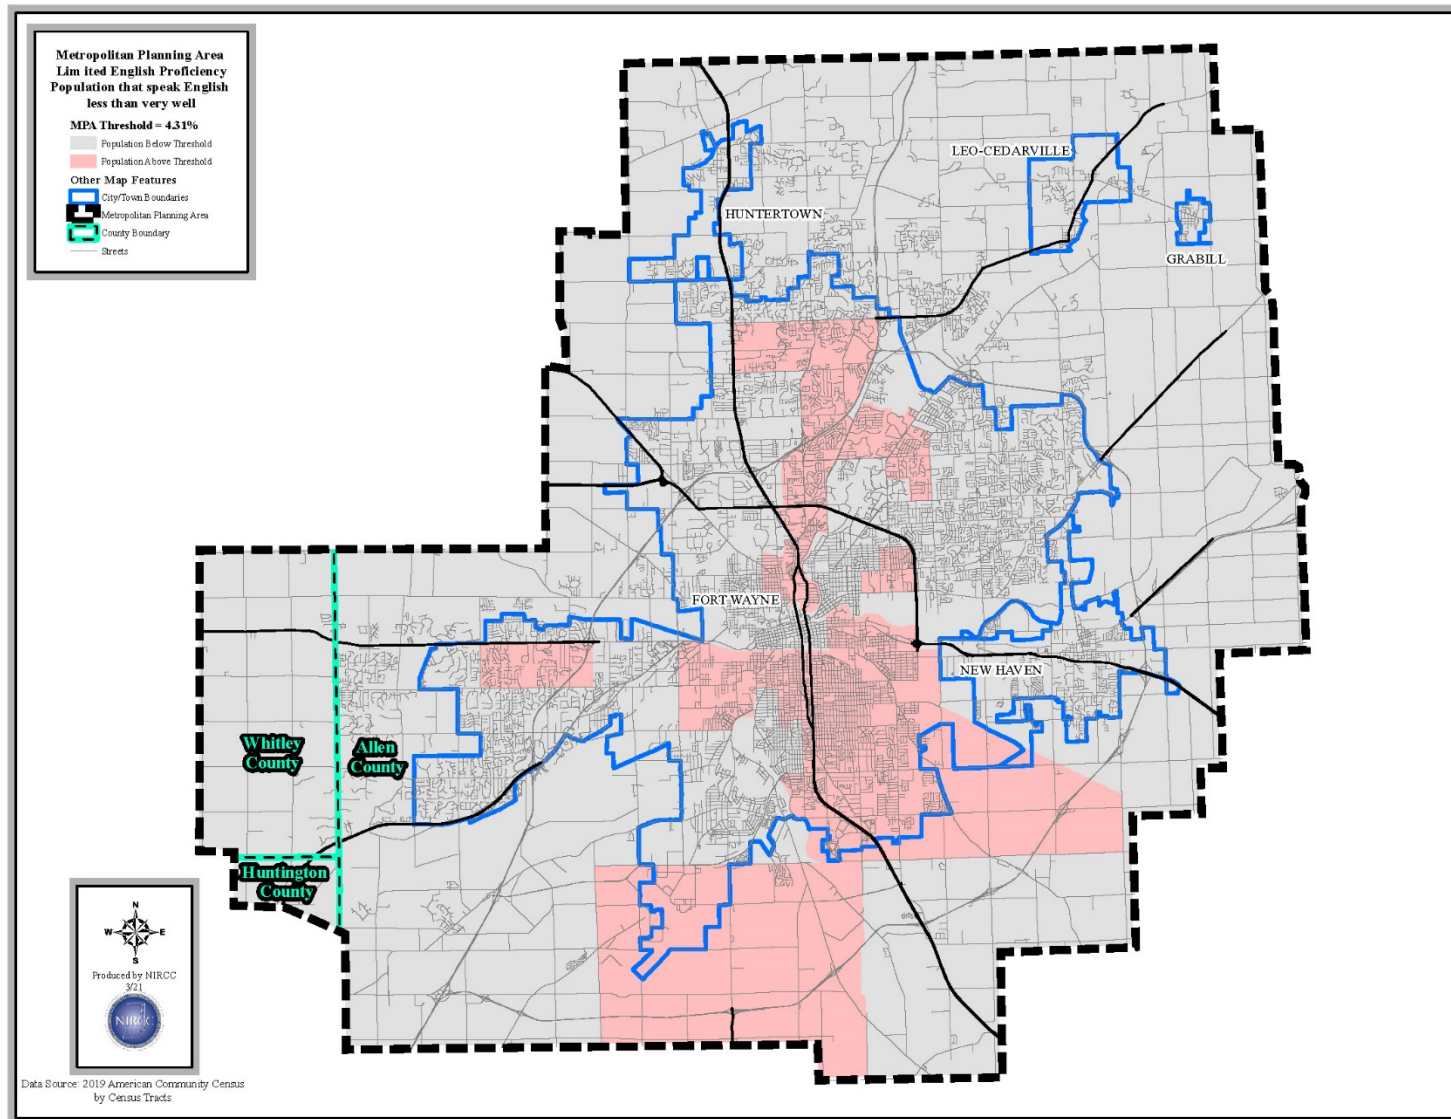 Metropolitan Planning Area
Lim ited English Proficiency
Population that speak English
less than very well
MPA Threshold = 4.31%
Population Below Threshold
Population Above Threshold
Other Map Features
City/Town Boundaries
Metropolitan Planning Area
County Boundary
Streets
LEO-CEDARVILLE
HUNTERTOWN
GRABILL
FORT WAYNE
NEW HAVEN
Whitley
County
Allen
County
Huntington
County
N
W
E
S
Produced by NIRCC
3/21
NIRCC
Data Source: 2019 American Community Census
by Census Tracts